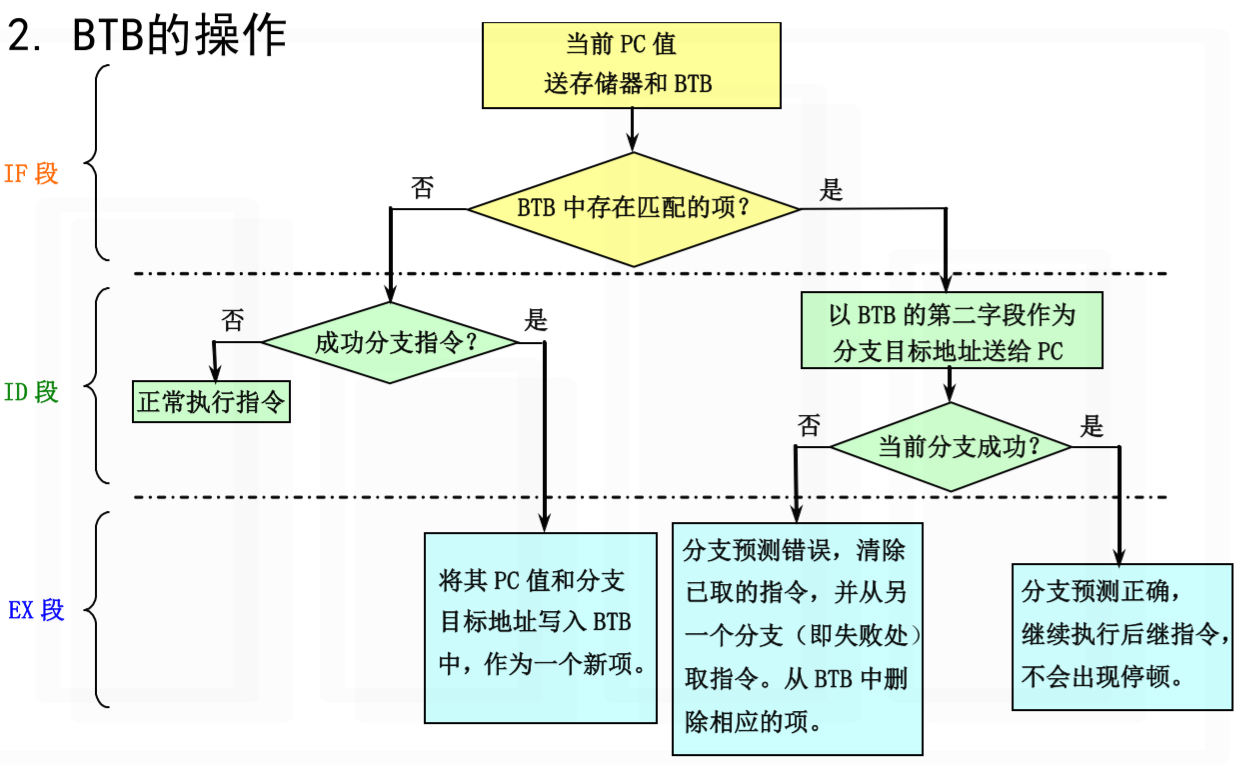 2. BTB的操作
当前 PC 值
送存储器和 BTB
IF 段
BTB 中存在匹配的项？
否
是
ID 段
成功分支指令？
否
是
正常执行指令
以 BTB 的第二字段作为
分支目标地址送给 PC
当前分支成功？
否
是
EX 段
将其 PC 值和分支
目标地址写入 BTB
中，作为一个新项。
分支预测错误，清除
已取的指令，并从另
一个分支（即失败处）
取指令。从 BTB 中删
除相应的项。
分支预测正确，
继续执行后继指令，
不会出现停顿。